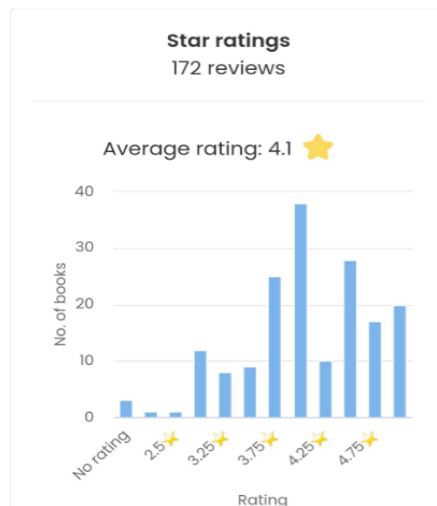 Star ratings
172 reviews
Average rating: 4.1
No. of books
40
30
20
10
0
No rating
2.5
3.25
3.75
4.25
4.75
Rating